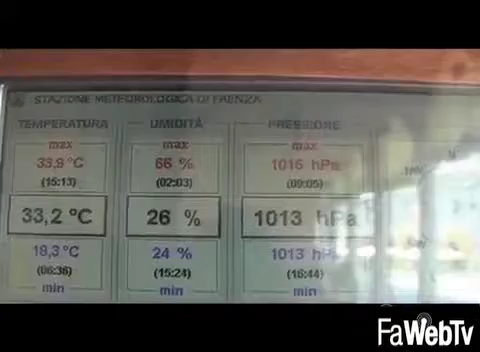 STAZIONE METEOROLOGICA DI FAENZA
TEMPERATURA UMIDITÀ PRESSIONE
max max max
33,9 °C 66 % 1016 hPa
(15:13) (02:03) (09:05)
33,2 °C 26 % 1013 hPa
18,3 °C 24 % 1013 hPa
(06:36) (15:24) (16:44)
min min min
FaWebTv